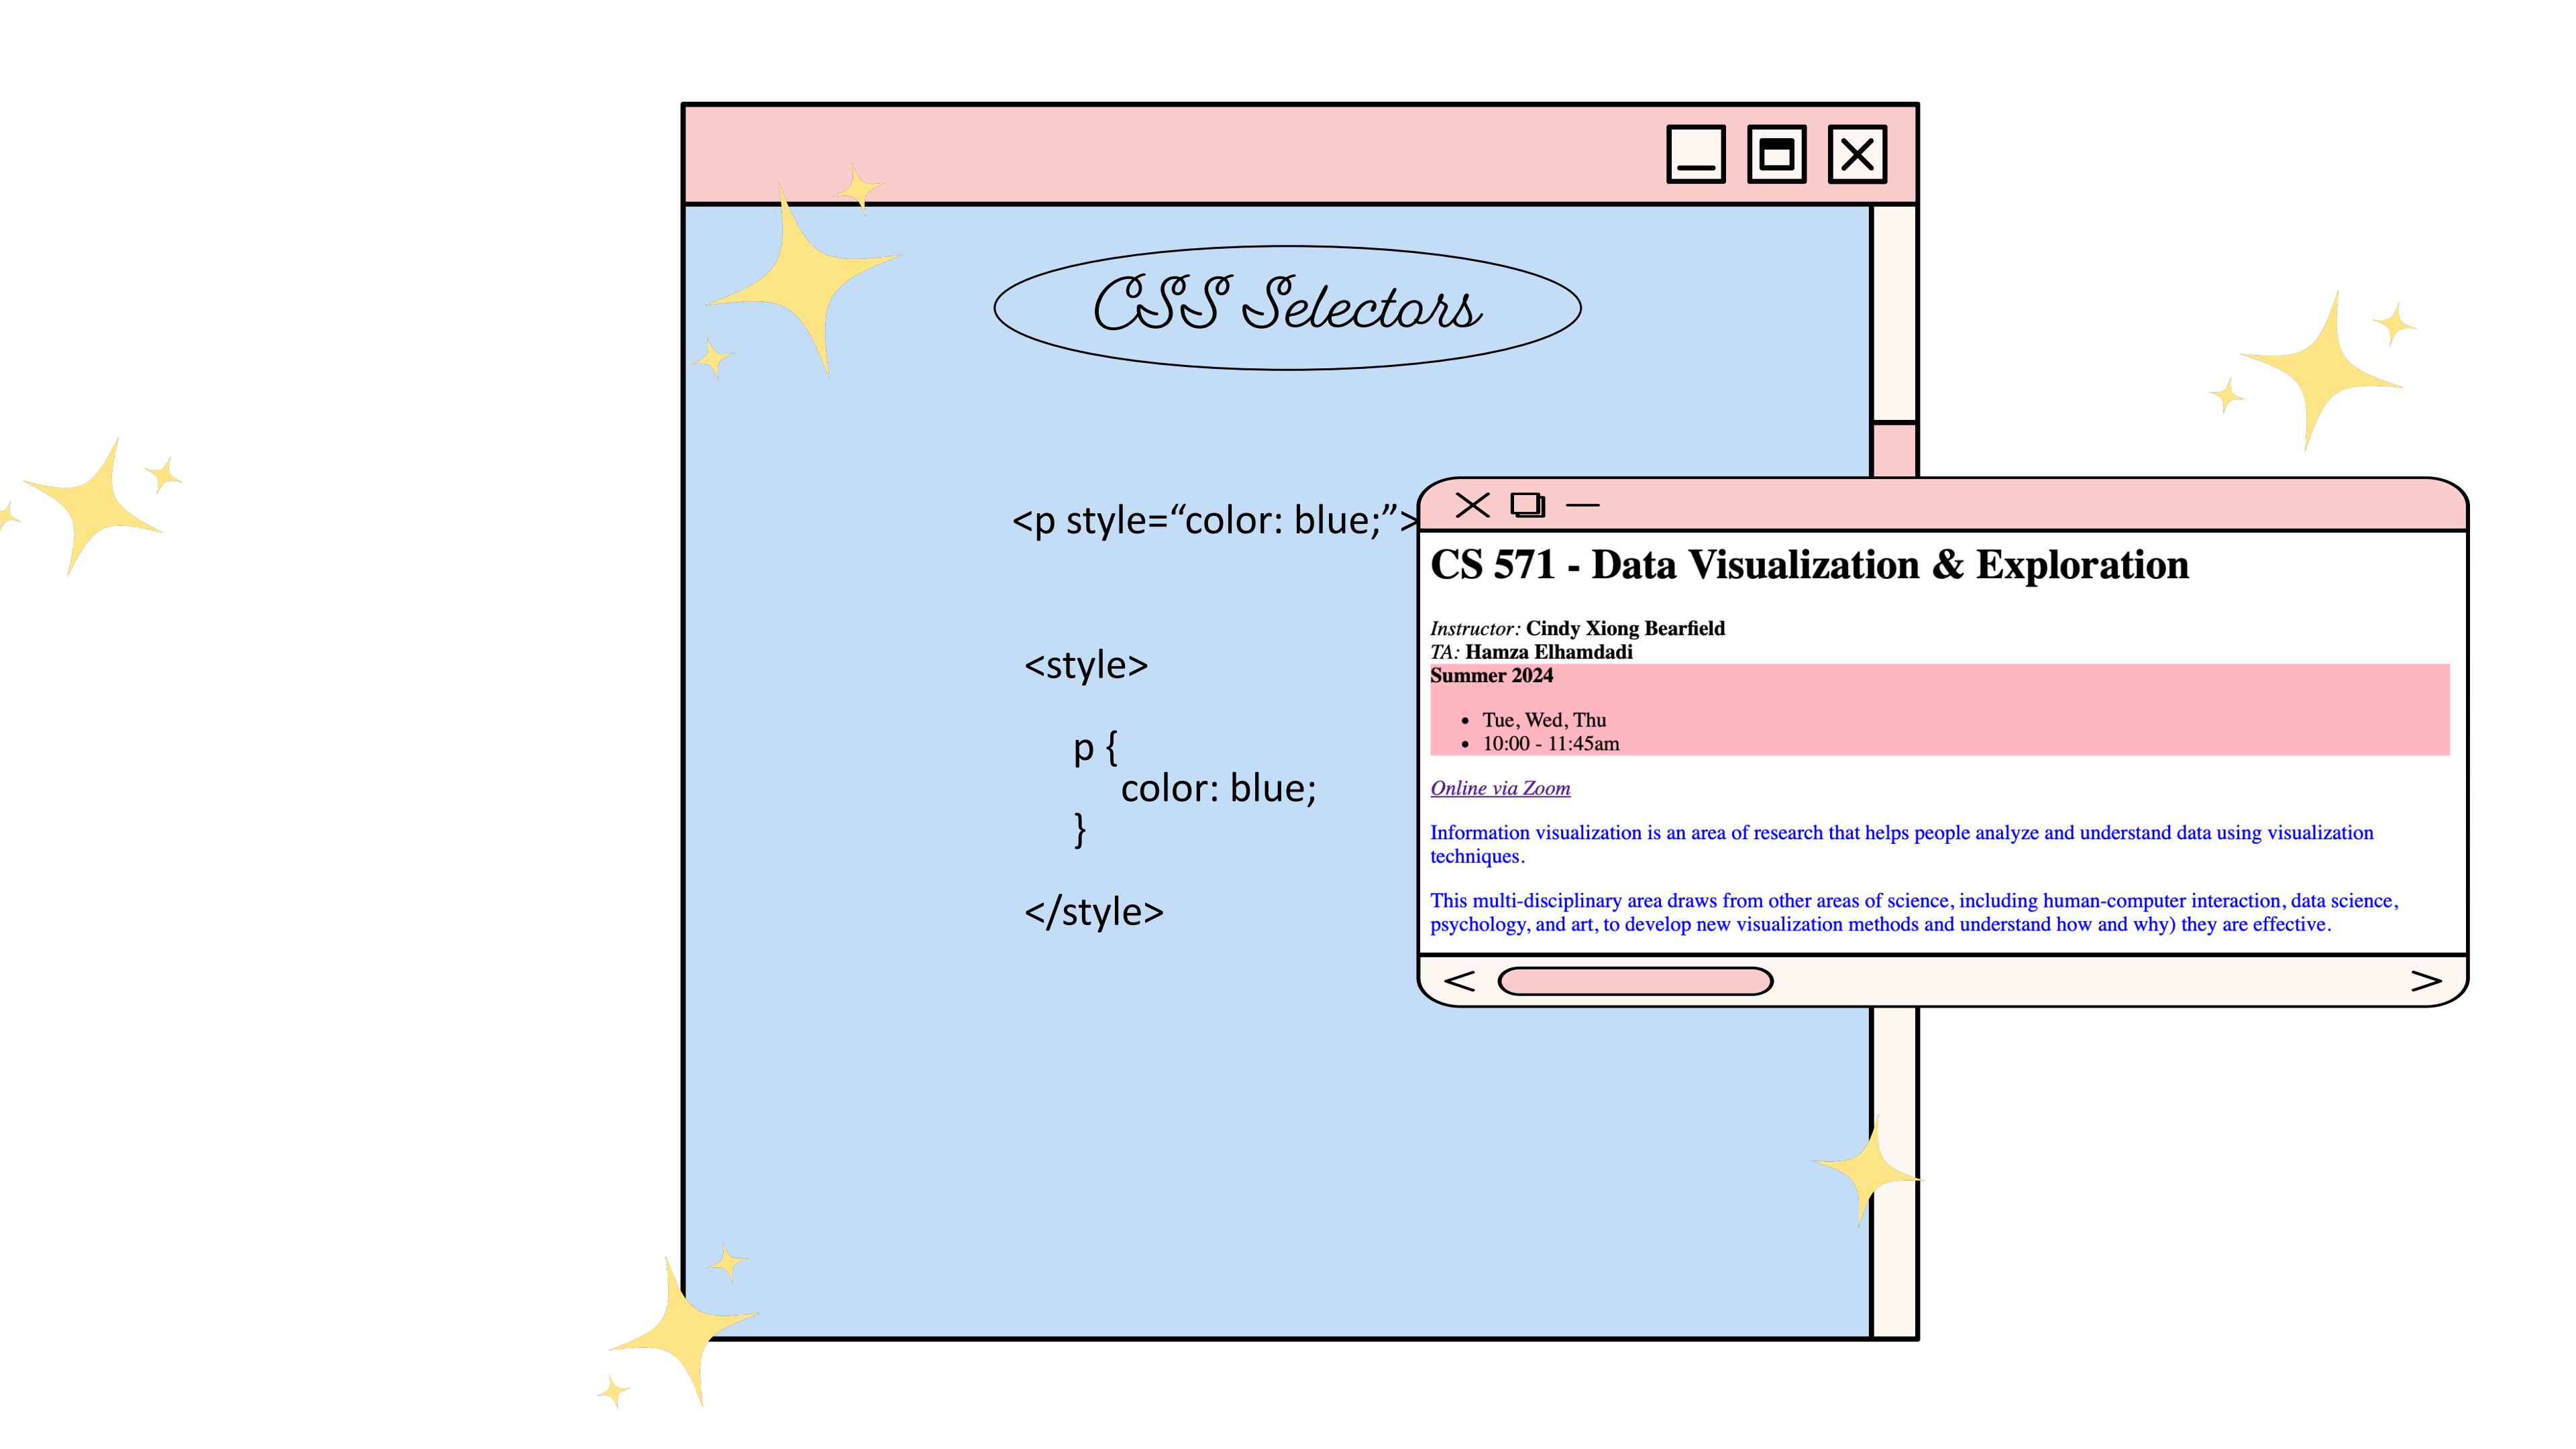 CSS Selectors
<p style=“color: blue;”>
<style>
p {
color: blue;
}
</style>
CS 571 - Data Visualization & Exploration
Instructor: Cindy Xiong Bearfield
TA: Hamza Elhamdadi
Summer 2024
• Tue, Wed, Thu
• 10:00 - 11:45am
Online via Zoom
Information visualization is an area of research that helps people analyze and understand data using visualization
techniques.
This multi-disciplinary area draws from other areas of science, including human-computer interaction, data science,
psychology, and art, to develop new visualization methods and understand how and why) they are effective.